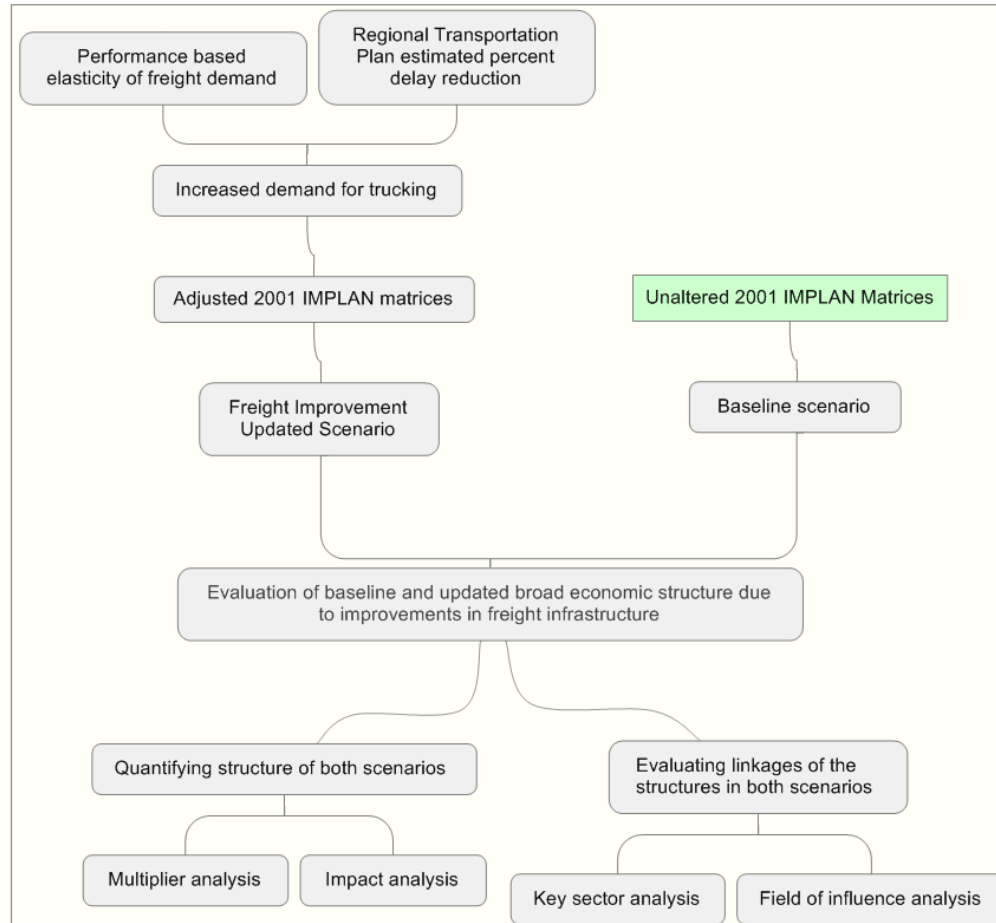 Performance based
elasticity of freight demand
Regional Transportation
Plan estimated percent
delay reduction
Increased demand for trucking
Adjusted 2001 IMPLAN matrices
Unaltered 2001 IMPLAN Matrices
Freight Improvement
Updated Scenario
Baseline scenario
Evaluation of baseline and updated broad economic structure due
to improvements in freight infrastructure
Quantifying structure of both scenarios
Evaluating linkages of the
structures in both scenarios
Multiplier analysis
Impact analysis
Key sector analysis
Field of influence analysis